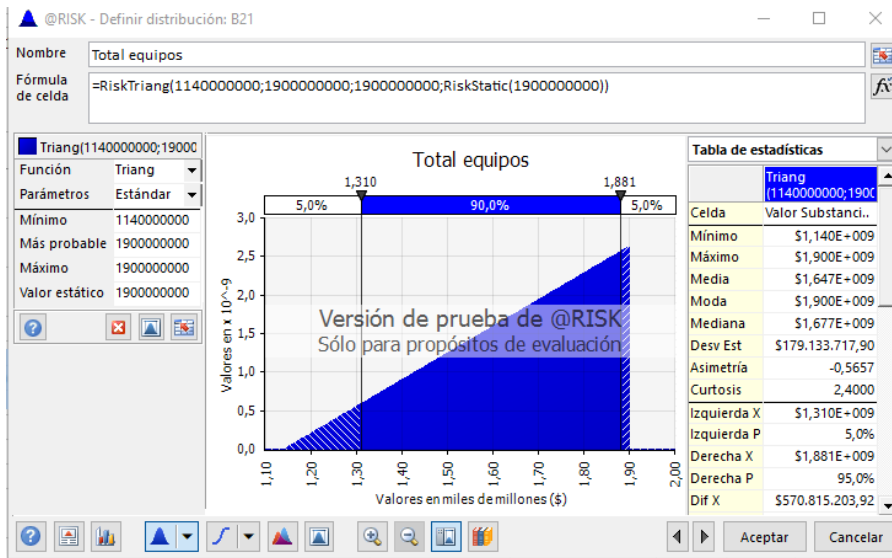 @RISK - Definir distribución: B21
Nombre
Total equipos
Fórmula de celda
=RiskTriang(1140000000;1900000000;1900000000;RiskStatic(1900000000))
fx
Triang(1140000000;1900C
Función Triang
Parámetros Estándar
Mínimo 1140000000
Más probable 1900000000
Máximo 1900000000
Valor estático 1900000000
Total equipos
1,310 1,881
5,0% 90,0% 5,0%
3,0
2,5
2,0
1,5
1,0
0,5
0,0
Valores en x 10^-9
Versión de prueba de @RISK
Sólo para propósitos de evaluación
1,10 1,20 1,30 1,40 1,50 1,60 1,70 1,80 1,90 2,00
Valores en miles de millones ($)
Tabla de estadísticas
Triang
(1140000000;190C
Celda Valor Substanci..
Mínimo $1,140E+009
Máximo $1,900E+009
Media $1,647E+009
Moda $1,900E+009
Mediana $1,677E+009
Desv Est $179.133.717,90
Asimetría -0,5657
Curtosis 2,4000
Izquierda X $1,310E+009
Izquierda P 5,0%
Derecha X $1,881E+009
Derecha P 95,0%
Dif X $570.815.203,92
Aceptar
Cancelar